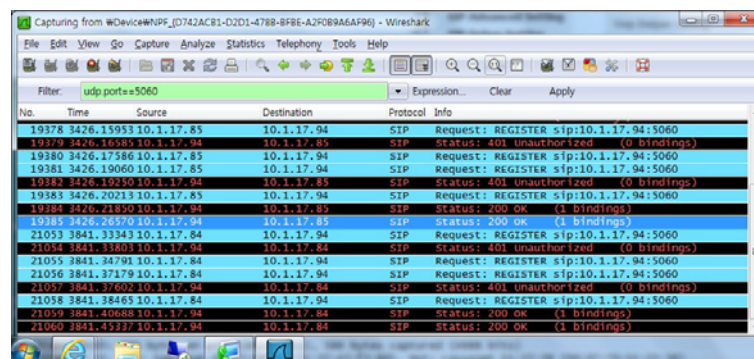 Capturing from ₩Device₩NPF_{D742ACB1-D2D1-4788-BFBE-A2F0B9A6AF96} - Wireshark
File Edit View Go Capture Analyze Statistics Telephony Tools Help
Filter: udp.port==5060 Expression... Clear Apply
No. Time Source Destination Protocol Info
19378 3426.15953 10.1.17.85 10.1.17.94 SIP Request: REGISTER sip:10.1.17.94:5060
19379 3426.16585 10.1.17.94 10.1.17.85 SIP Status: 401 Unauthorized (0 bindings)
19380 3426.17586 10.1.17.85 10.1.17.94 SIP Request: REGISTER sip:10.1.17.94:5060
19381 3426.19060 10.1.17.85 10.1.17.94 SIP Request: REGISTER sip:10.1.17.94:5060
19382 3426.19250 10.1.17.94 10.1.17.85 SIP Status: 401 Unauthorized (0 bindings)
19383 3426.20213 10.1.17.85 10.1.17.94 SIP Request: REGISTER sip:10.1.17.94:5060
19384 3426.21850 10.1.17.94 10.1.17.85 SIP Status: 200 OK (1 bindings)
19385 3426.26570 10.1.17.94 10.1.17.85 SIP Status: 200 OK (1 bindings)
21053 3841.33343 10.1.17.84 10.1.17.94 SIP Request: REGISTER sip:10.1.17.94:5060
21054 3841.33803 10.1.17.94 10.1.17.84 SIP Status: 401 Unauthorized (0 bindings)
21055 3841.34791 10.1.17.84 10.1.17.94 SIP Request: REGISTER sip:10.1.17.94:5060
21056 3841.37179 10.1.17.84 10.1.17.94 SIP Request: REGISTER sip:10.1.17.94:5060
21057 3841.37602 10.1.17.94 10.1.17.84 SIP Status: 401 Unauthorized (0 bindings)
21058 3841.38465 10.1.17.84 10.1.17.94 SIP Request: REGISTER sip:10.1.17.94:5060
21059 3841.40688 10.1.17.94 10.1.17.84 SIP Status: 200 OK (1 bindings)
21060 3841.45337 10.1.17.94 10.1.17.84 SIP Status: 200 OK (1 bindings)